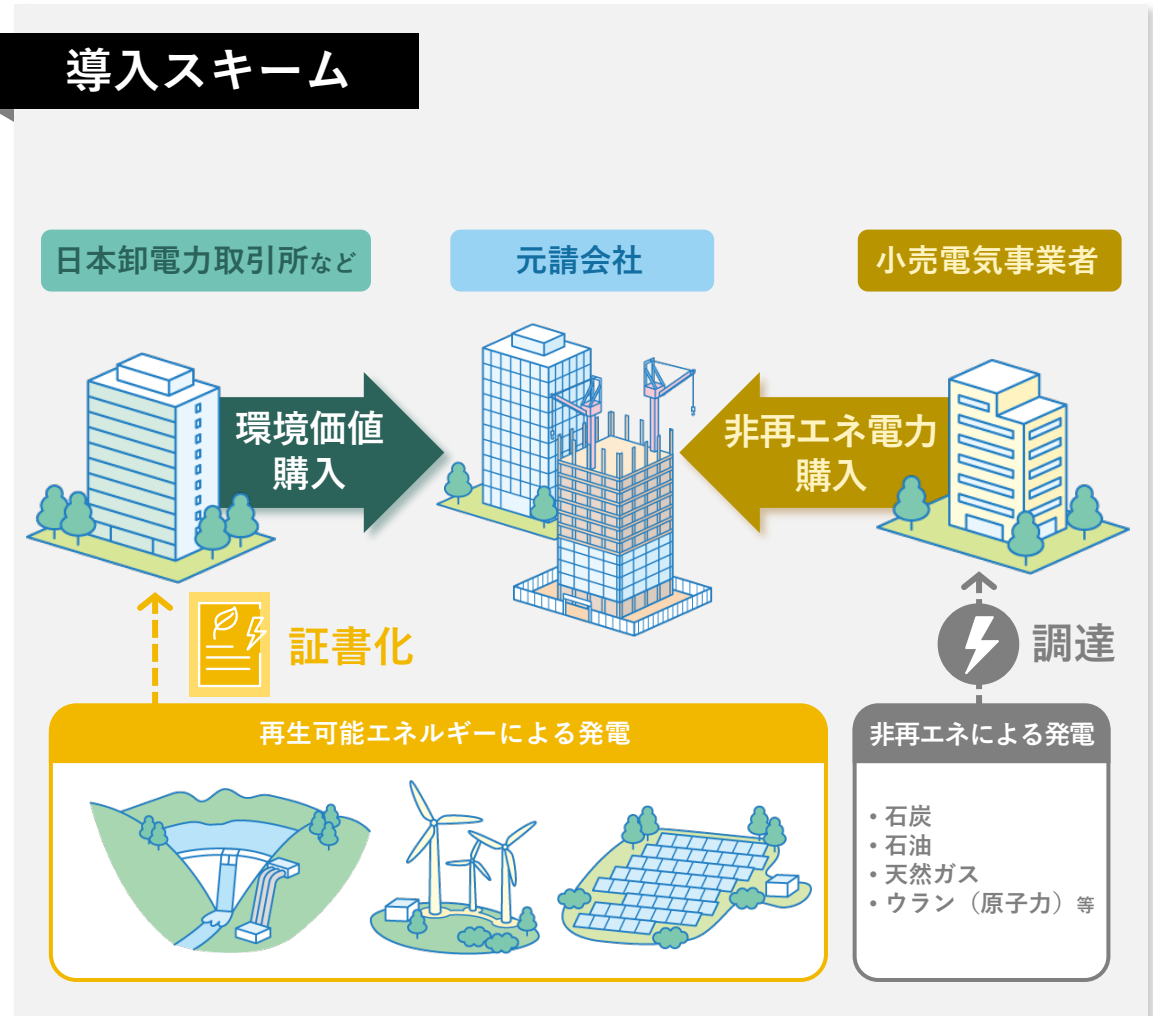 導入スキーム
日本卸電力取引所など
元請会社
小売電気事業者
環境価値
購入
非再エネ電力
購入
証書化
調達
再生可能エネルギーによる発電
非再エネによる発電
・石炭
・石油
・天然ガス
・ウラン（原子力）等